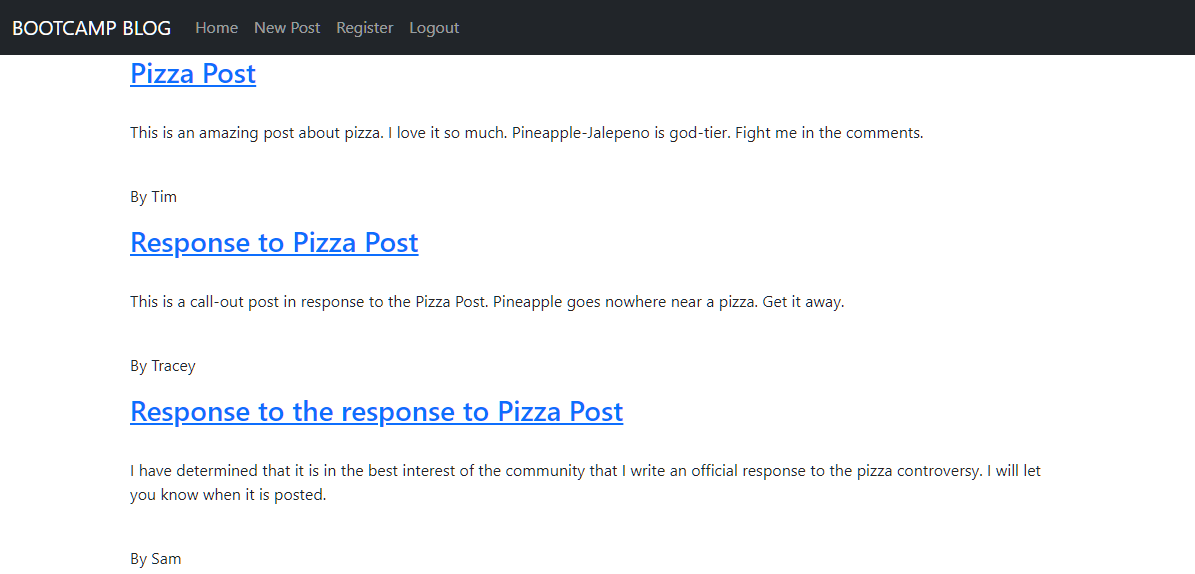 BOOTCAMP BLOG Home New Post Register Logout
Pizza Post
This is an amazing post about pizza. I love it so much. Pineapple-Jalepeno is god-tier. Fight me in the comments.
By Tim
Response to Pizza Post
This is a call-out post in response to the Pizza Post. Pineapple goes nowhere near a pizza. Get it away.
By Tracey
Response to the response to Pizza Post
I have determined that it is in the best interest of the community that I write an official response to the pizza controversy. I will let
you know when it is posted.
By Sam